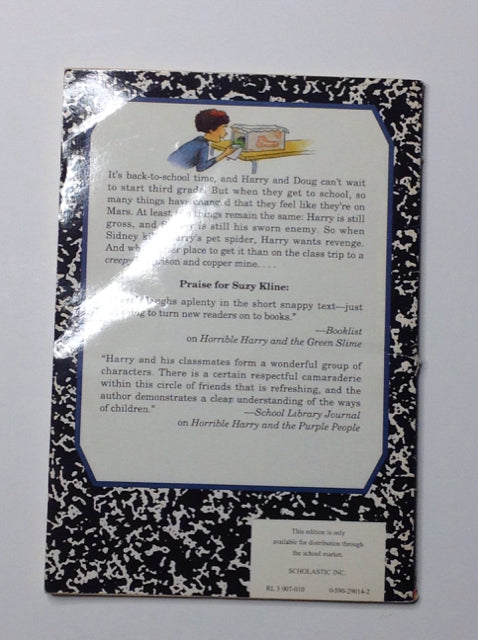 It's back-to-school time, and Harry and Doug can't wait
to start third grade. But when they get to school, so
many things have changed that they feel like they're on
Mars. At least things remain the same: Harry is still
gross, and is still his sworn enemy. So when
Sidney Harry's pet spider, Harry wants revenge.
And place to get it than on the class trip to a
creepy and copper mine. . . .
Praise for Suzy Kline:
laughs aplenty in the short snappy text—just
to turn new readers on to books."
—Booklist
on Horrible Harry and the Green Slime
"Harry and his classmates form a wonderful group of
characters. There is a certain respectful camaraderie
within this circle of friends that is refreshing, and the
author demonstrates a clear understanding of the ways
of children."
—School Library Journal
on Horrible Harry and the Purple People
This edition is only
available for distribution through
the school market.
SCHOLASTIC INC.
RL 3 007-010 0-590-29014-2